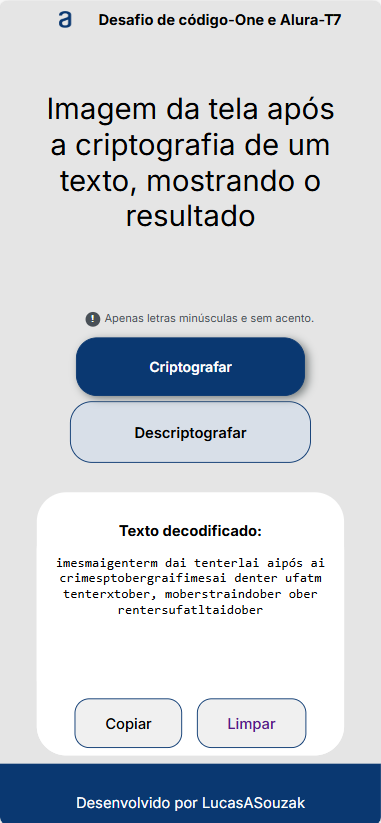 a Desafio de código-One e Alura-T7
Imagem da tela após
a criptografia de um
texto, mostrando o
resultado
! Apenas letras minúsculas e sem acento.
Criptografar
Descriptografar
Texto decodificado:
imesmaigenterm dai tenterlai aipós ai
crimesptobergraifimesai denter ufatm
tenterxtober, moberstraindober ober
rentersufatltaidober
Copiar Limpar
Desenvolvido por LucasASouzak